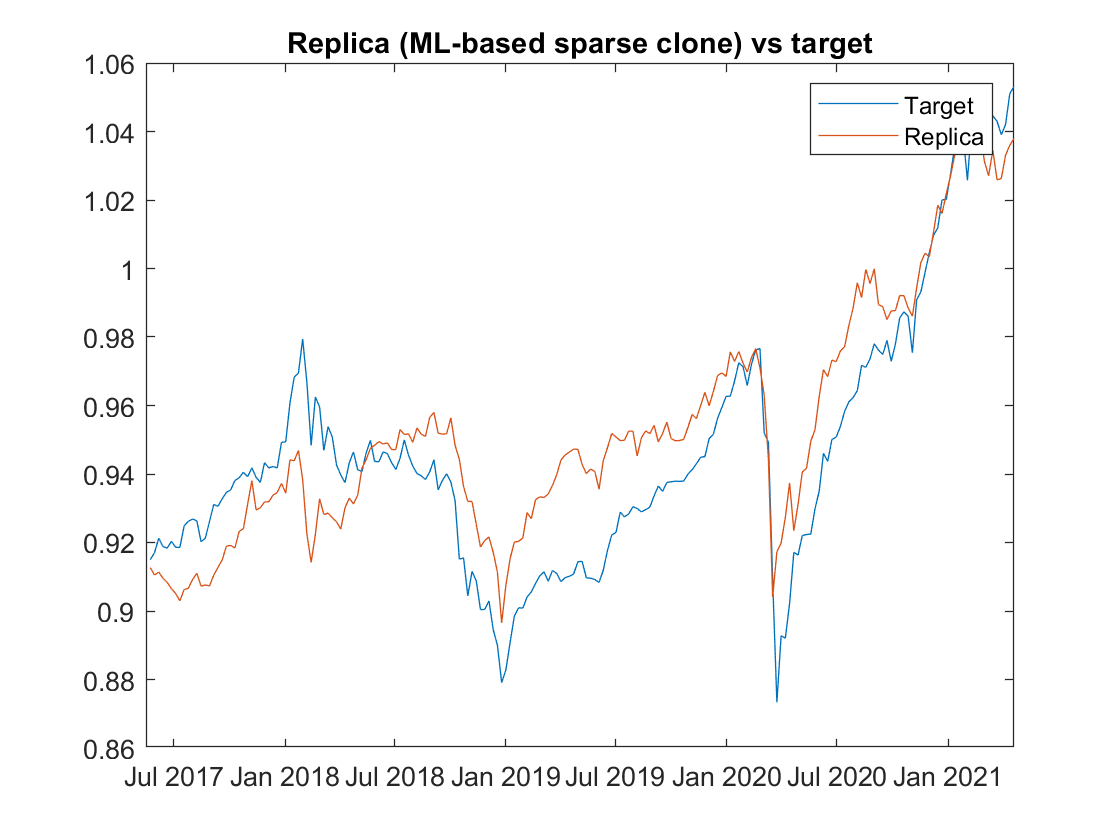 Replica (ML-based sparse clone) vs target
1.06
1.04
1.02
1
0.98
0.96
0.94
0.92
0.9
0.88
0.86
Target
Replica
Jul 2017 Jan 2018 Jul 2018 Jan 2019 Jul 2019 Jan 2020 Jul 2020 Jan 2021